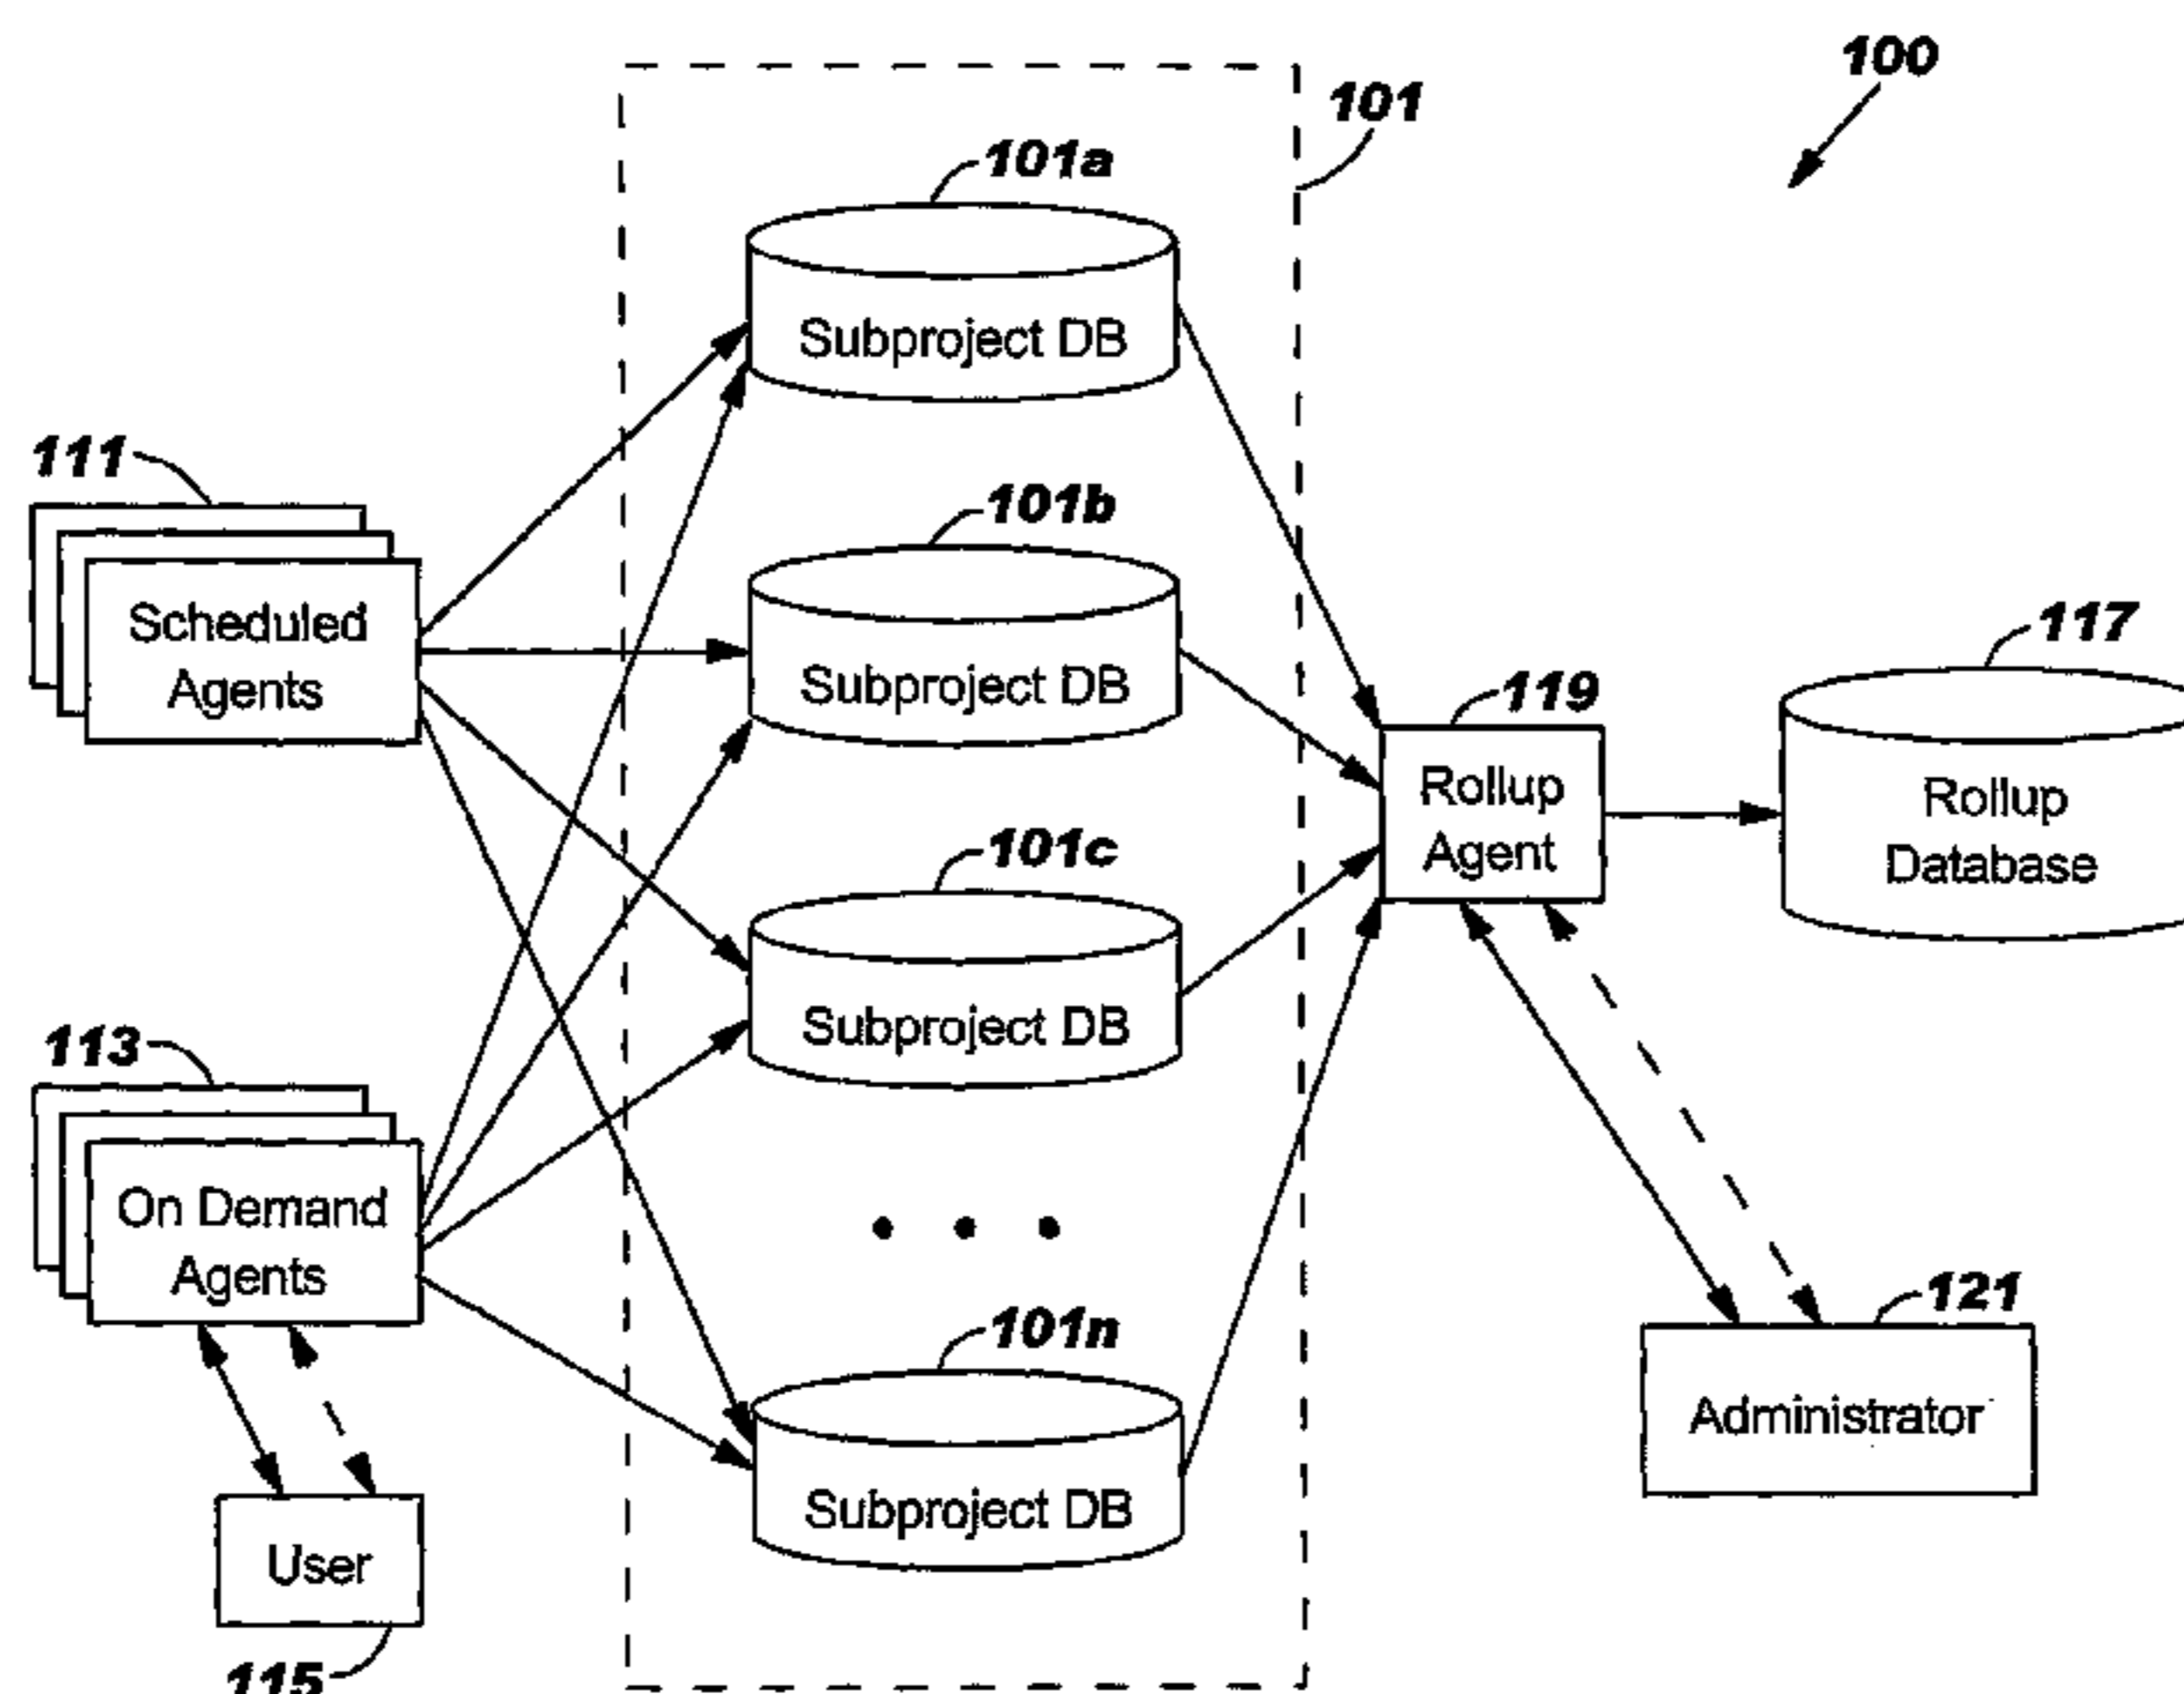 100
101
101a
Subproject DB
111
Scheduled
Agents
101b
Subproject DB
117
Rollup
Database
119
Rollup
Agent
101c
Subproject DB
113
On Demand
Agents
101n
Subproject DB
121
Administrator
User
115